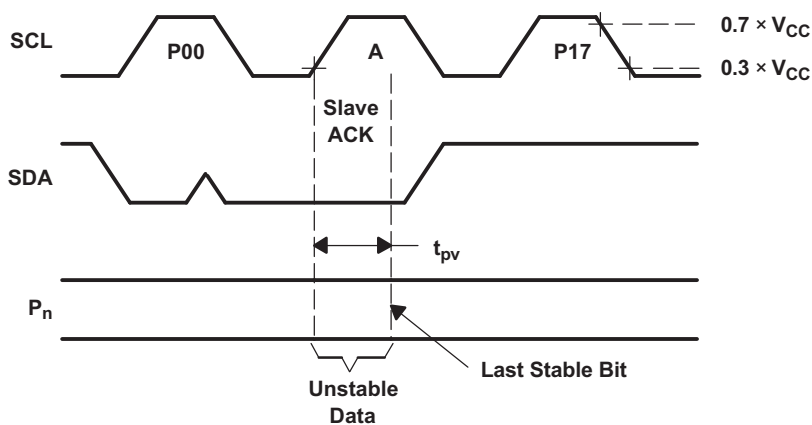 SCL
P00
A
P17
0.7 × VCC
0.3 × VCC
Slave
ACK
SDA
tpv
Pn
Last Stable Bit
Unstable
Data